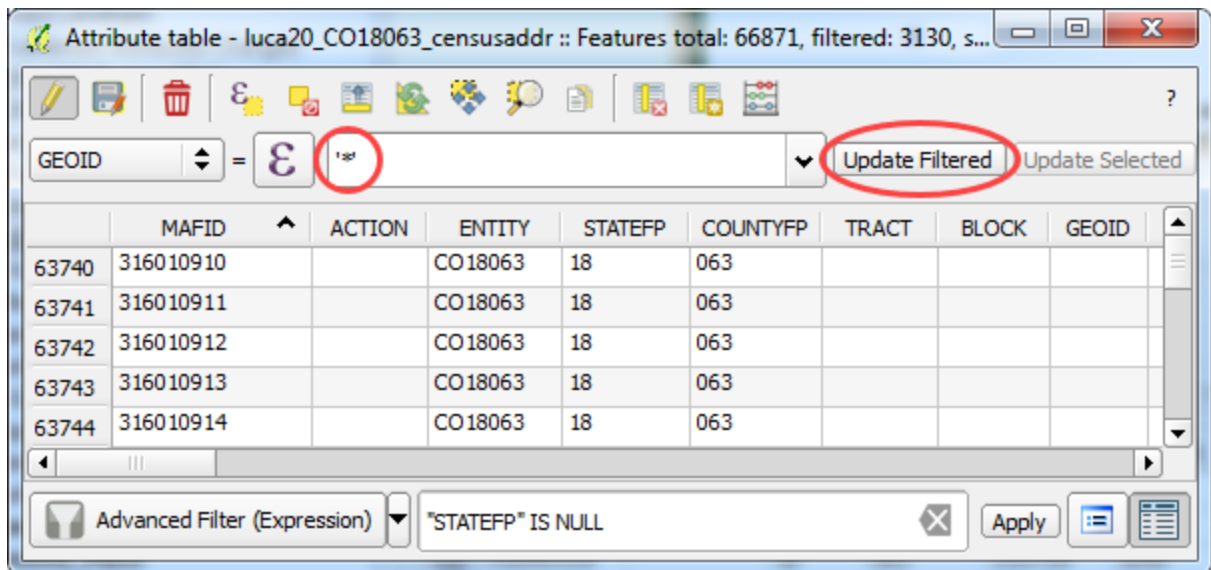 Attribute table - luca20_CO18063_censusaddr :: Features total: 66871, filtered: 3130, s...
?
GEOID = ε '*' Update Filtered Update Selected
MAFID ACTION ENTITY STATEFP COUNTYFP TRACT BLOCK GEOID
63740 316010910 CO18063 18 063
63741 316010911 CO18063 18 063
63742 316010912 CO18063 18 063
63743 316010913 CO18063 18 063
63744 316010914 CO18063 18 063
Advanced Filter (Expression) "STATEFP" IS NULL Apply